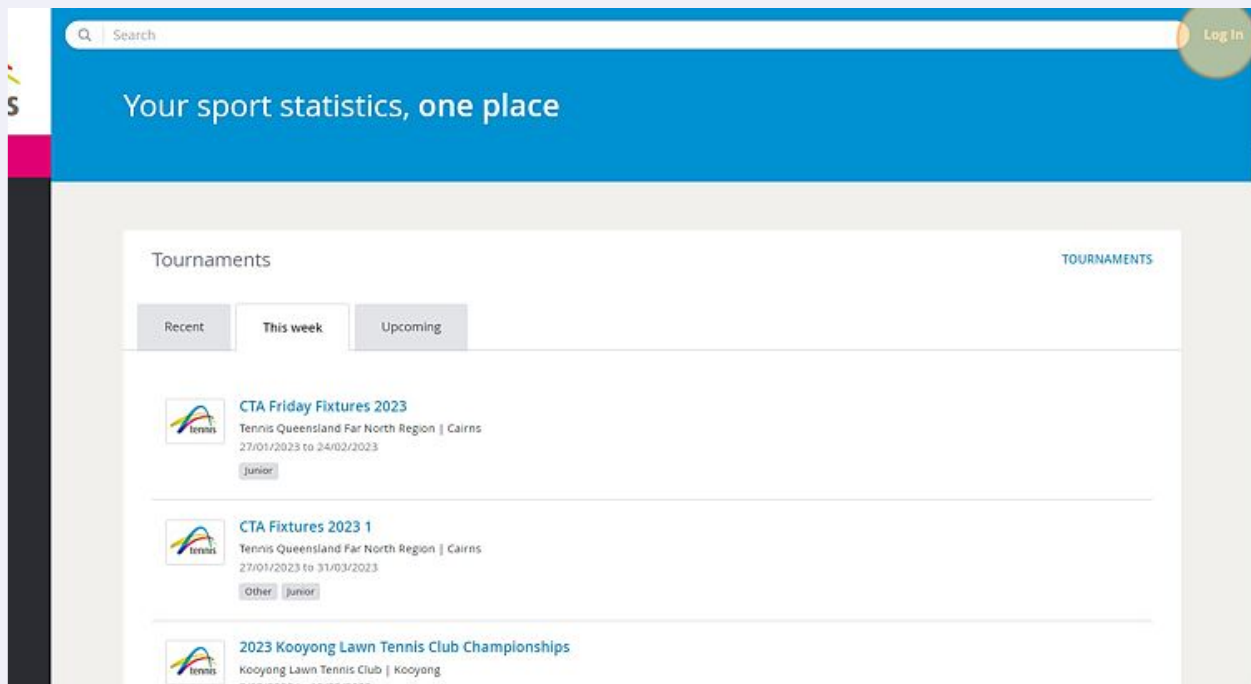 Search
Log In
S
Your sport statistics, one place
Tournaments
TOURNAMENTS
Recent
This week
Upcoming
tennis
CTA Friday Fixtures 2023
Tennis Queensland Far North Region | Cairns
27/01/2023 to 24/02/2023
Junior
tennis
CTA Fixtures 2023 1
Tennis Queensland Far North Region | Cairns
27/01/2023 to 31/03/2023
Other Junior
tennis
2023 Kooyong Lawn Tennis Club Championships
Kooyong Lawn Tennis Club | Kooyong